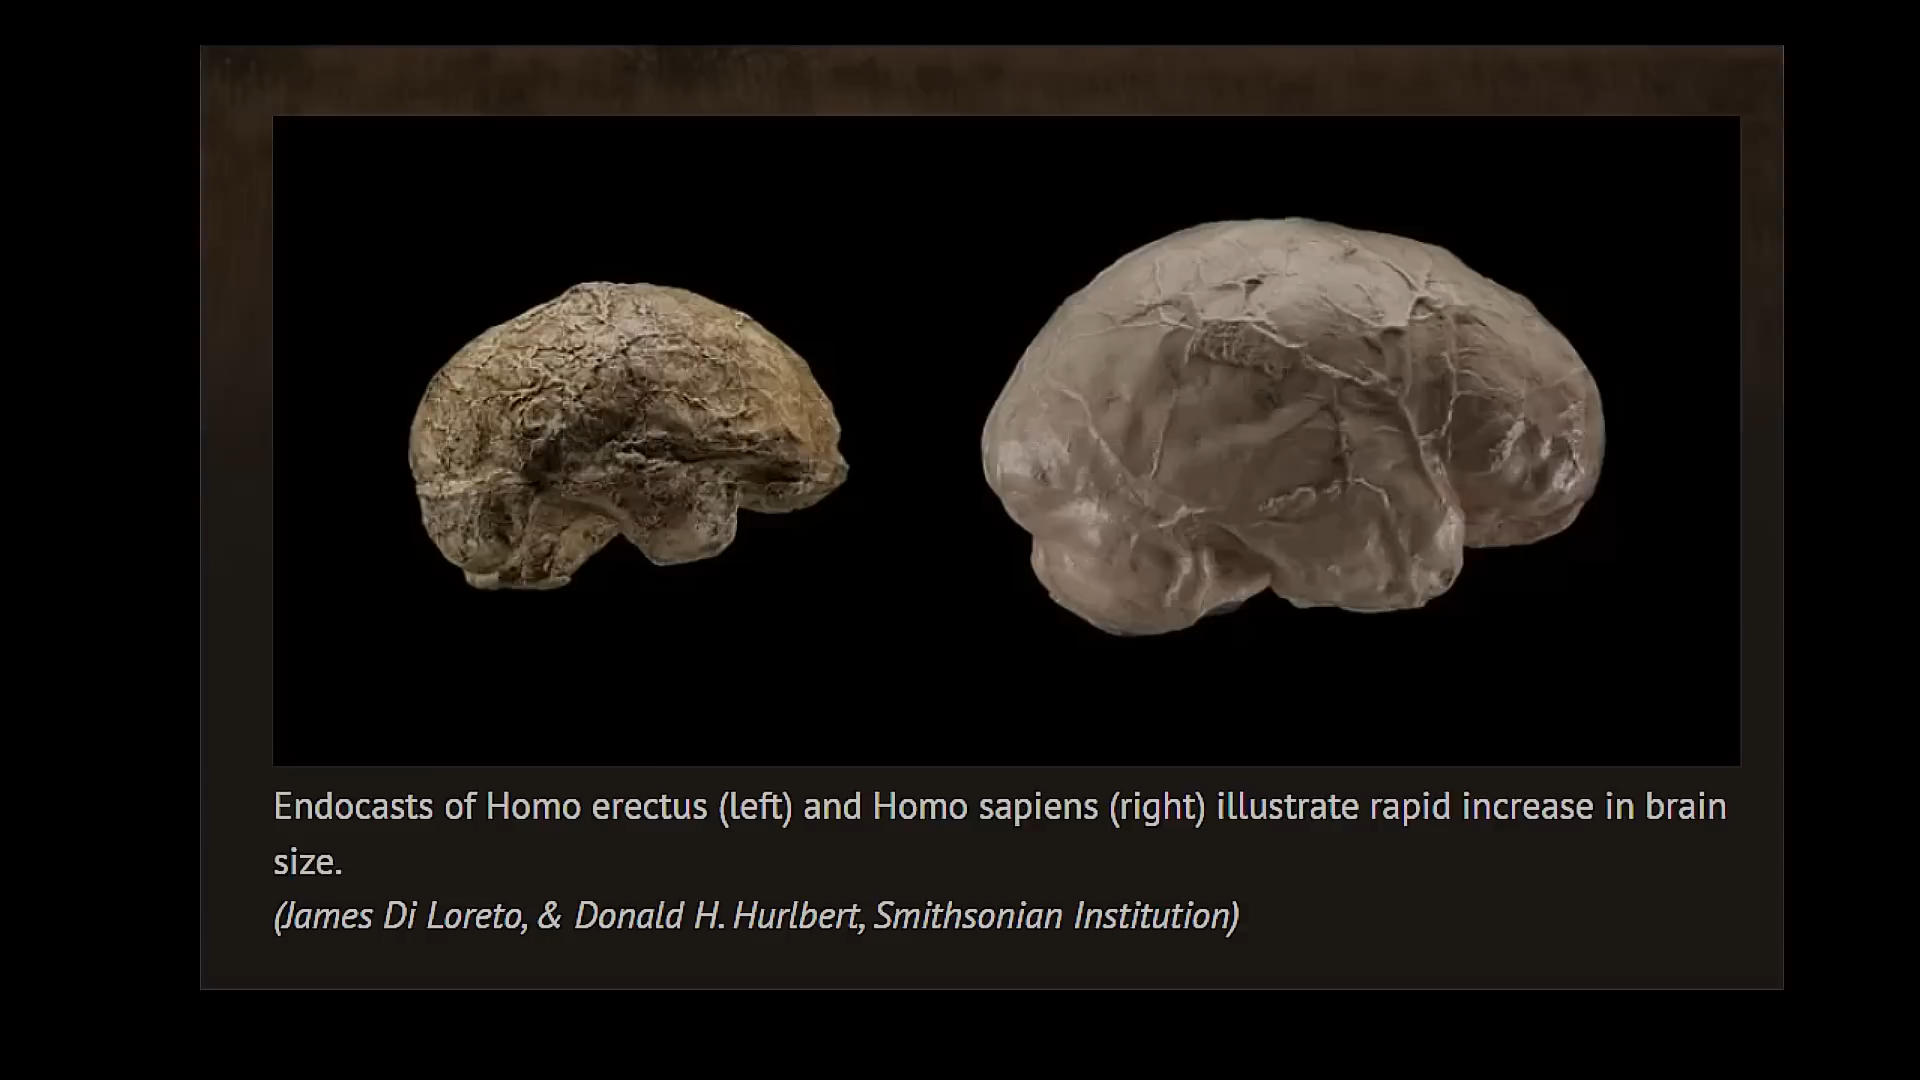 Endocasts of Homo erectus (left) and Homo sapiens (right) illustrate rapid increase in brain
size.
(James Di Loreto, & Donald H. Hurlbert, Smithsonian Institution)